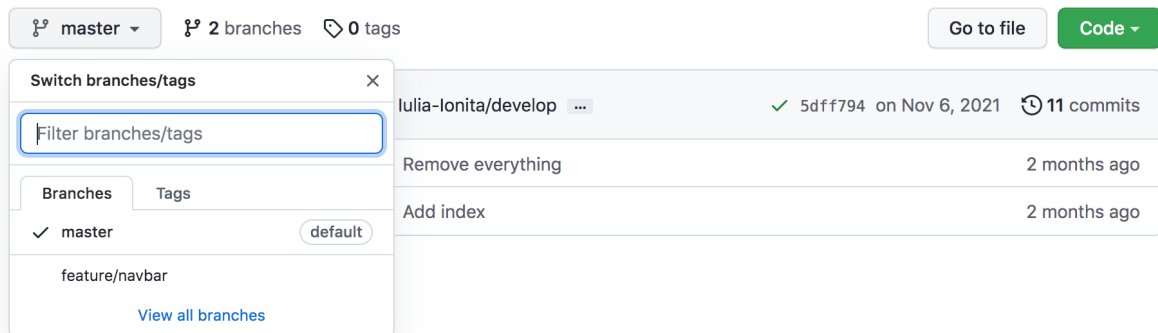 master 2 branches 0 tags Go to file Code
Switch branches/tags
Iulia-Ionita/develop ... 5dff794 on Nov 6, 2021 11 commits
Filter branches/tags
Remove everything 2 months ago
Branches Tags
Add index 2 months ago
master default
feature/navbar
View all branches